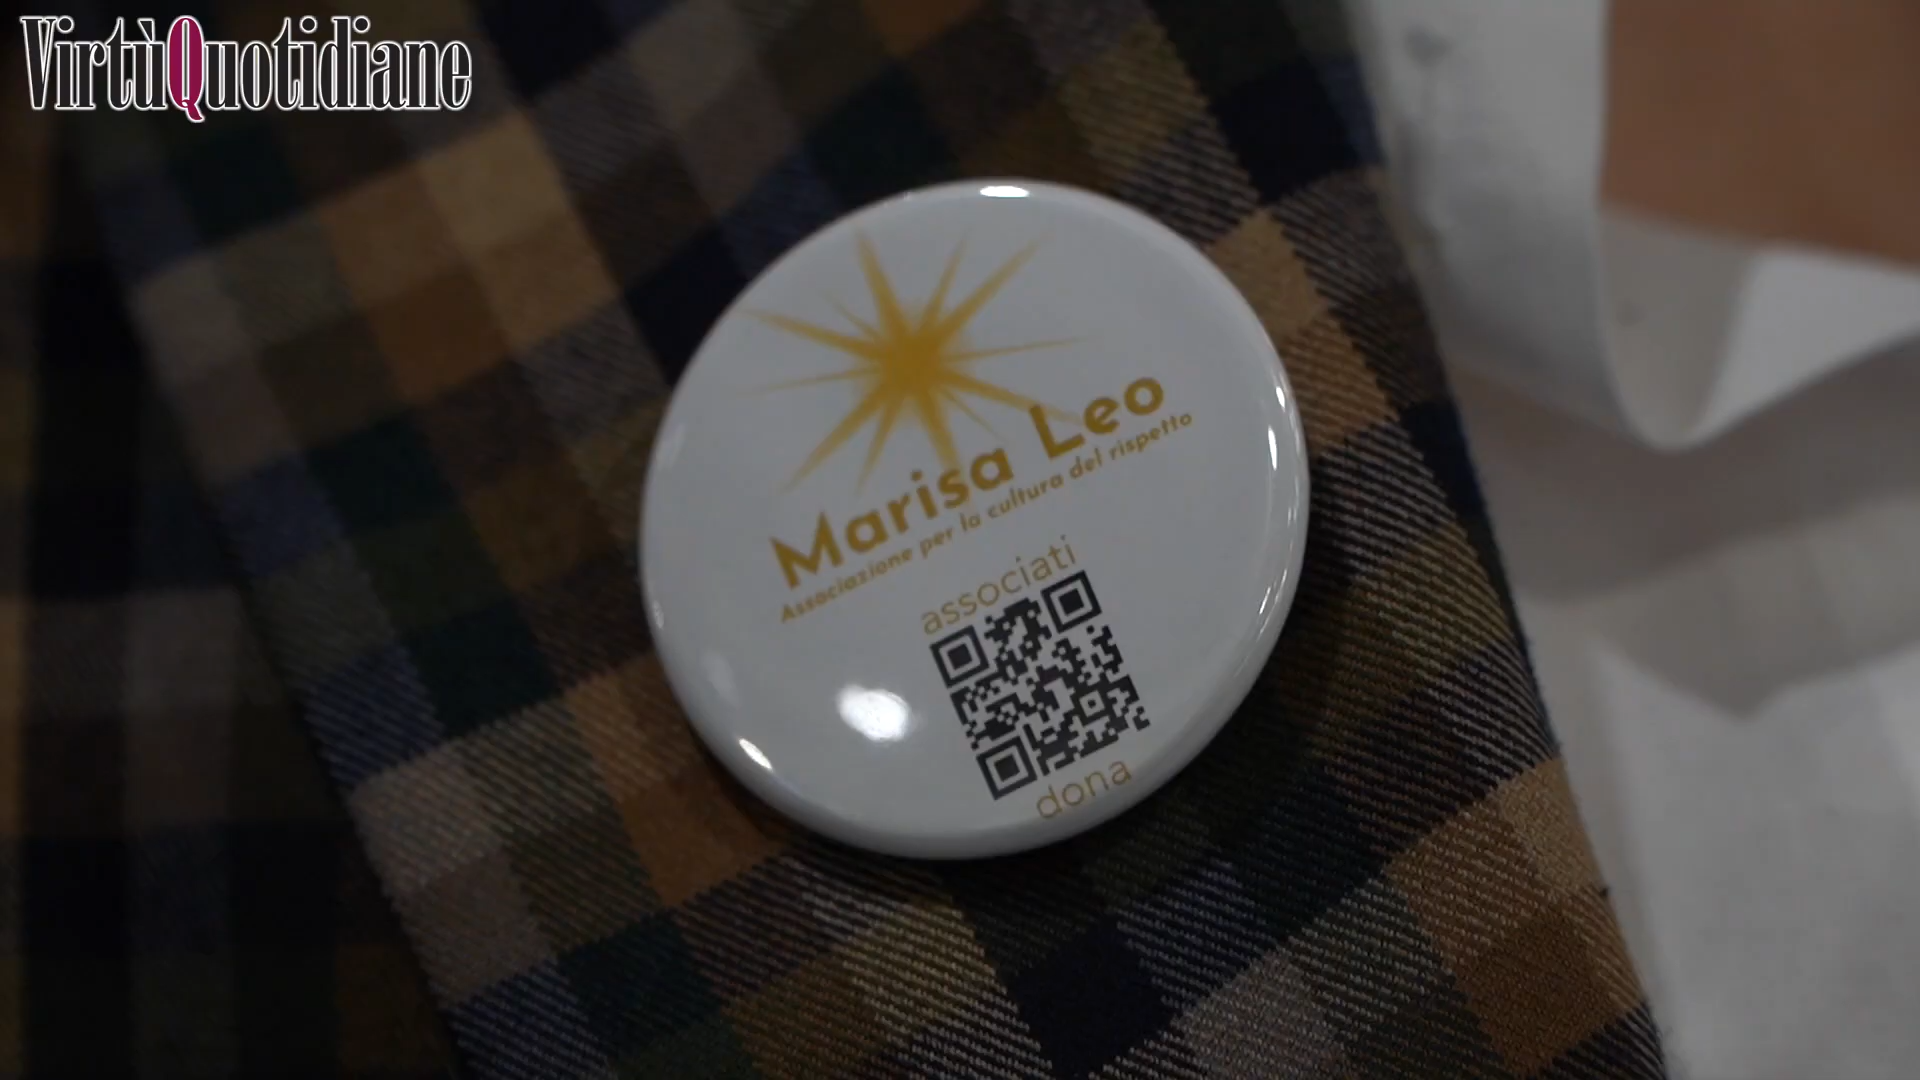 VirtùQuotidiane
Marisa Leo
Associazione per la cultura del rispetto
associati
dona